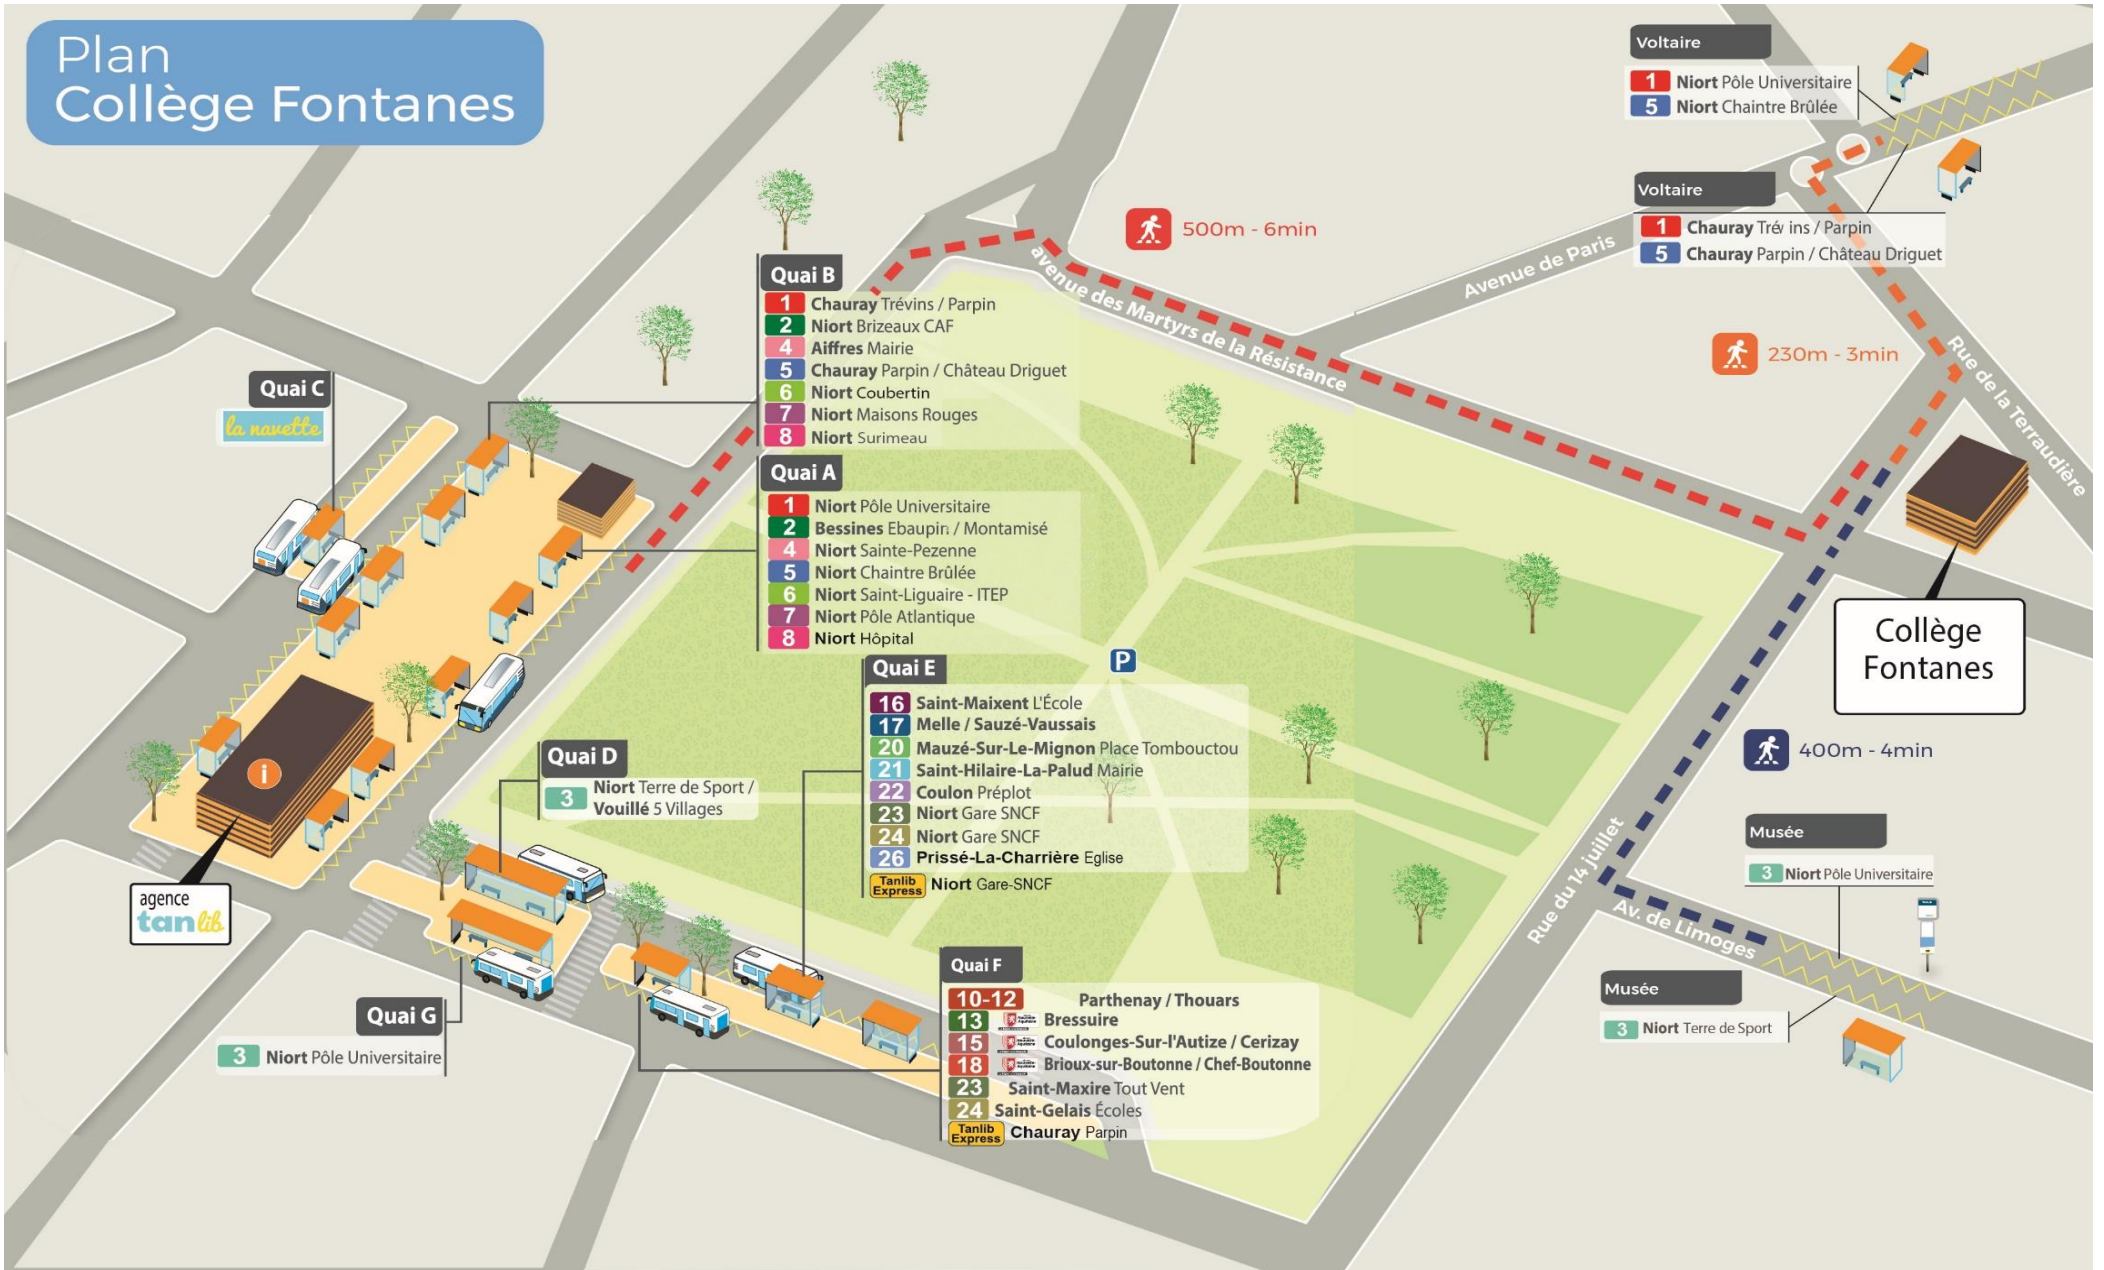 Plan
Collège Fontanes
Voltaire
1 Niort Pôle Universitaire
5 Niort Chaintre Brûlée
Voltaire
1 Chauray Trévins / Parpin
5 Chauray Parpin / Château Driguet
500m - 6min
Avenue de Paris
avenue des Martyrs de la Résistance
230m - 3min
Rue de la Terraudière
Quai B
1 Chauray Trévins / Parpin
2 Niort Brizeaux CAF
4 Aiffres Mairie
5 Chauray Parpin / Château Driguet
6 Niort Coubertin
7 Niort Maisons Rouges
8 Niort Surimeau
Quai C
la navette
Quai A
1 Niort Pôle Universitaire
2 Bessines Ebaupin / Montamisé
4 Niort Sainte-Pezenne
5 Niort Chaintre Brûlée
6 Niort Saint-Liguaire - ITEP
7 Niort Pôle Atlantique
8 Niort Hôpital
P
Collège
Fontanes
Quai E
16 Saint-Maixent L'École
17 Melle / Sauzé-Vaussais
20 Mauzé-Sur-Le-Mignon Place Tombouctou
21 Saint-Hilaire-La-Palud Mairie
22 Coulon Préplot
23 Niort Gare SNCF
24 Niort Gare SNCF
26 Prissé-La-Charrière Eglise
Tanlib
Express Niort Gare-SNCF
Quai D
3 Niort Terre de Sport /
Vouillé 5 Villages
i
agence
tanlib
400m - 4min
Rue du 14 juillet
Av. de Limoges
Musée
3 Niort Pôle Universitaire
Musée
3 Niort Terre de Sport
Quai F
10-12 Parthenay / Thouars
13 Bressuire
15 Coulonges-Sur-l'Autize / Cerizay
18 Brioux-sur-Boutonne / Chef-Boutonne
23 Saint-Maxire Tout Vent
24 Saint-Gelais Écoles
Tanlib
Express Chauray Parpin
Quai G
3 Niort Pôle Universitaire